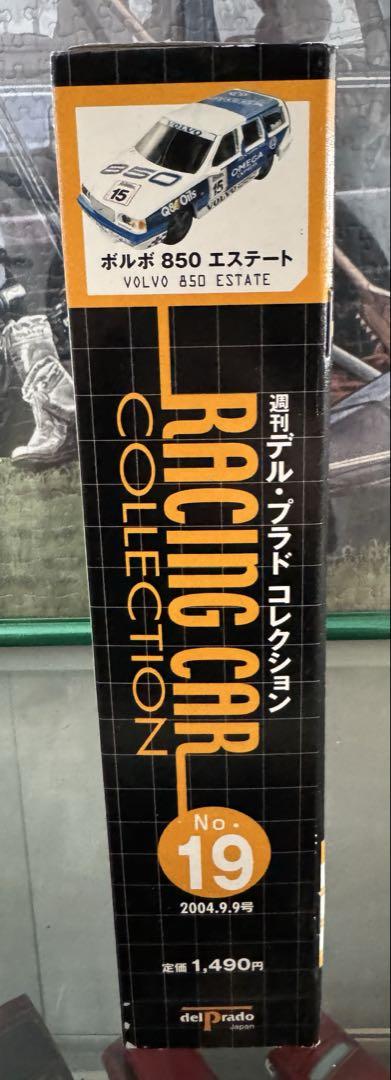 VOLVO
850
15
Q8 Oils
OMEGA
15
VOLVO
ボルボ 850 エステート
VOLVO 850 ESTATE
週刊デル・プラド コレクション
RACING CAR
COLLECTION
No.
19
2004.9.9号
定価 1,490円
delPrado
Japan